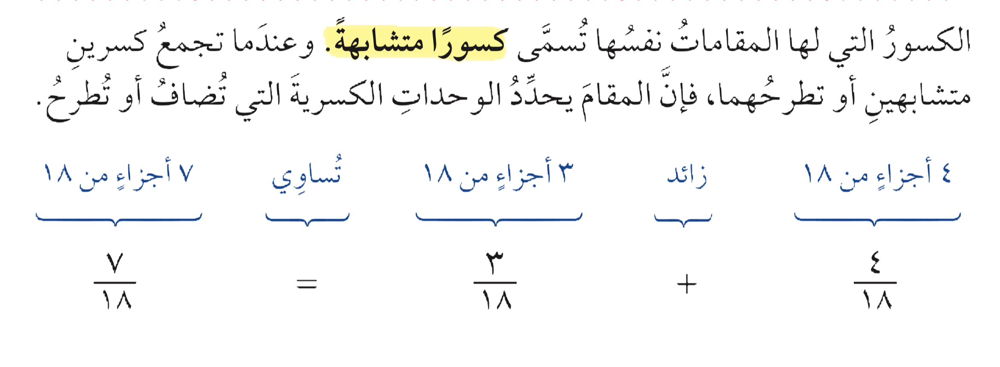 الكسورُ التي لها المقاماتُ نفسُها تُسمَّى كسورًا متشابهةً. وعندَما تجمعُ كسرينِ
متشابهينِ أو تطرحُهما، فإنَّ المقامَ يحدِّدُ الوحداتِ الكسريةَ التي تُضافُ أو تُطرحُ.
٤ أجزاءٍ من ١٨ زائد ٣ أجزاءٍ من ١٨ تُساوِي ٧ أجزاءٍ من ١٨
٤ ٣ ٧
+ =
١٨ ١٨ ١٨